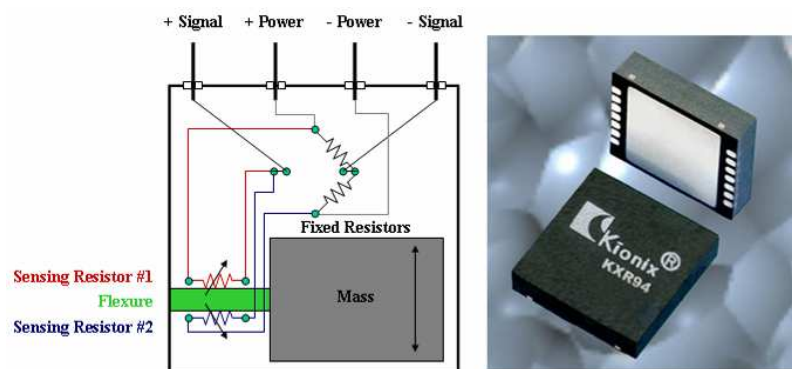 + Signal + Power - Power - Signal
Fixed Resistors
Sensing Resistor #1
Flexure
Mass
Sensing Resistor #2
Kionix®
KXR94